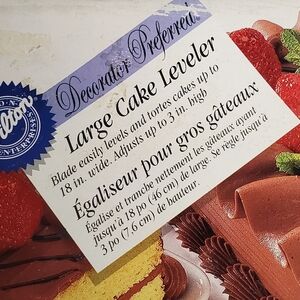 WILTON
ENTERPRISES
Decorator Preferred
Large Cake Leveler
Blade easily levels and tortes cakes up to
18 in. wide. Adjusts up to 3 in. high
Égaliseur pour gros gâteaux
Égalise et tranche nettement les gâteaux ayant
jusqu'à 18 po (46 cm) de large. Se règle jusqu'à
3 po (7.6 cm) de hauteur.